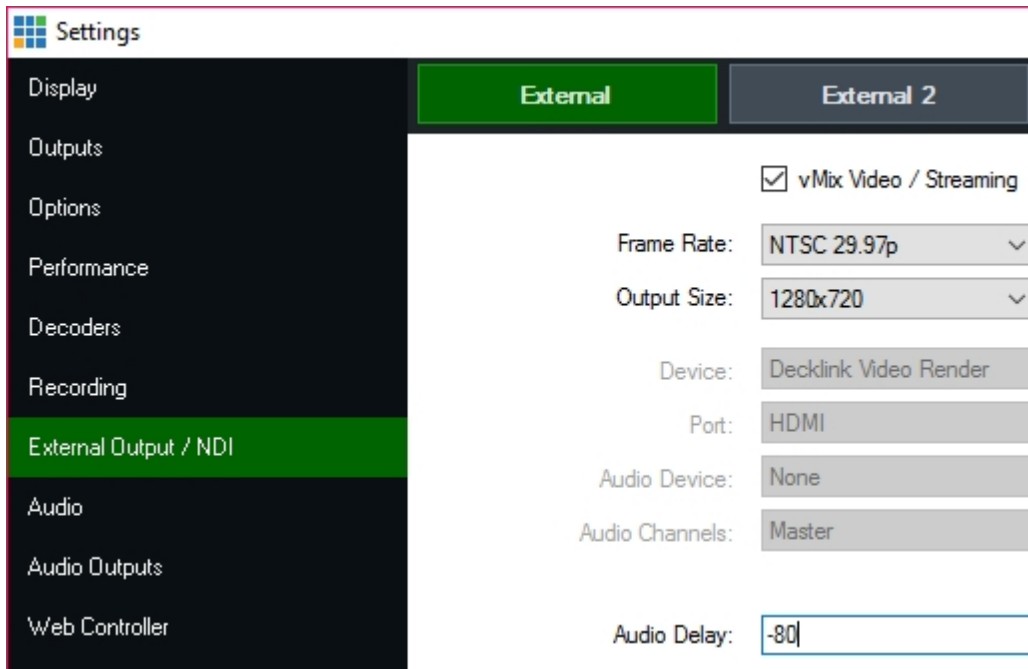 Settings
Display
Outputs
Options
Performance
Decoders
Recording
External Output / NDI
Audio
Audio Outputs
Web Controller
External
External 2
vMix Video / Streaming
Frame Rate: NTSC 29.97p
Output Size: 1280x720
Device: Decklink Video Render
Port: HDMI
Audio Device: None
Audio Channels: Master
Audio Delay: -80